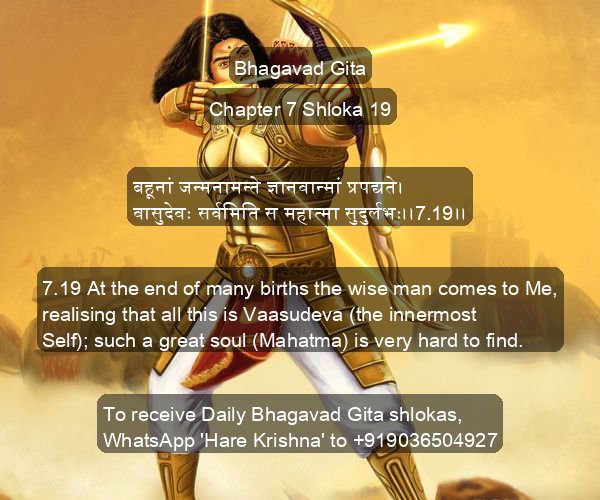 Bhagavad Gita
Chapter 7 Shloka 19
बहूनां जन्मनामन्ते ज्ञानवान्मां प्रपद्यते।
वासुदेवः सर्वमिति स महात्मा सुदुर्लभः।।7.19।।
7.19 At the end of many births the wise man comes to Me,
realising that all this is Vaasudeva (the innermost
Self); such a great soul (Mahatma) is very hard to find.
To receive Daily Bhagavad Gita shlokas,
WhatsApp 'Hare Krishna' to +919036504927